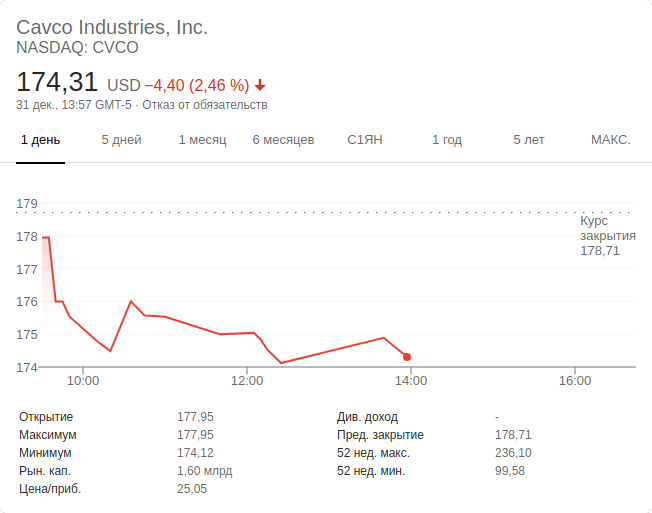 Cavco Industries, Inc.
NASDAQ: CVCO
174,31 USD −4,40 (2,46 %)
31 дек., 13:57 GMT-5 · Отказ от обязательств
1 день 5 дней 1 месяц 6 месяцев С1ЯН 1 год 5 лет МАКС.
179
178
177
176
175
174
Курс
закрытия
178,71
10:00 12:00 14:00 16:00
Открытие 177,95 Див. доход -
Максимум 177,95 Пред. закрытие 178,71
Минимум 174,12 52 нед. макс. 236,10
Рын. кап. 1,60 млрд 52 нед. мин. 99,58
Цена/приб. 25,05